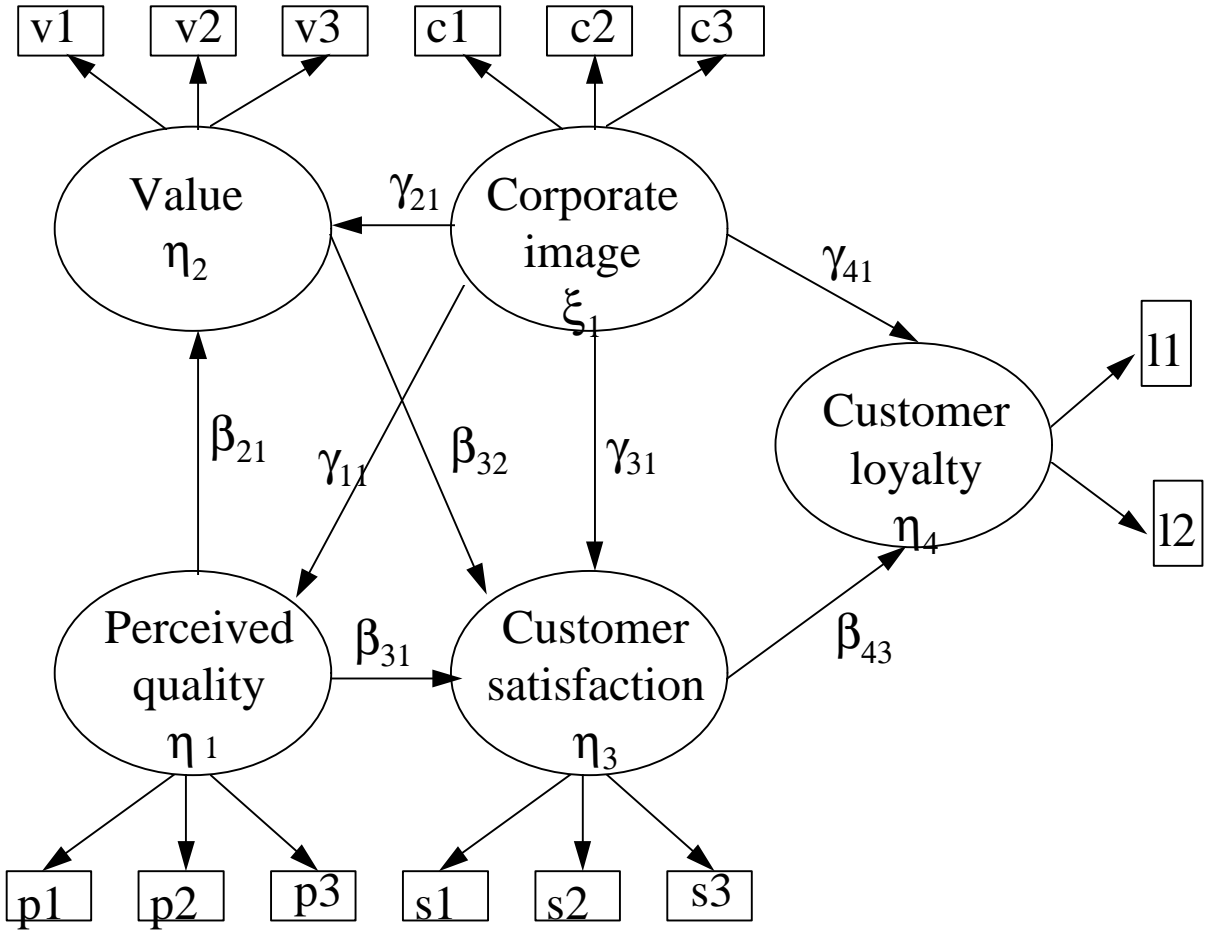 v1 v2 v3 c1 c2 c3
Value
η2
γ21
Corporate
image
ξ1
γ41
l1
Customer
loyalty
η4
l2
β21
γ11
β32
γ31
Perceived
quality
η 1
β31
Customer
satisfaction
η3
β43
p1 p2 p3 s1 s2 s3